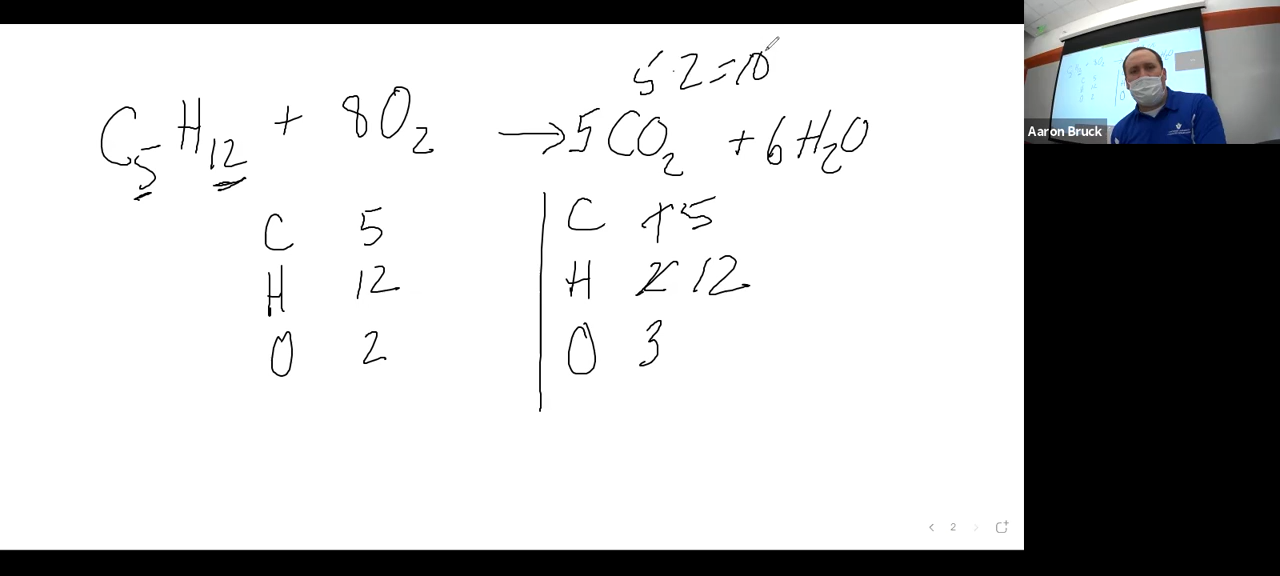 5·2=10
C5H12 + 8O2 → 5CO2 + 6H2O
C 5 C 1 5
H 12 H 2 12
O 2 O 3
Aaron Bruck
< 2 >